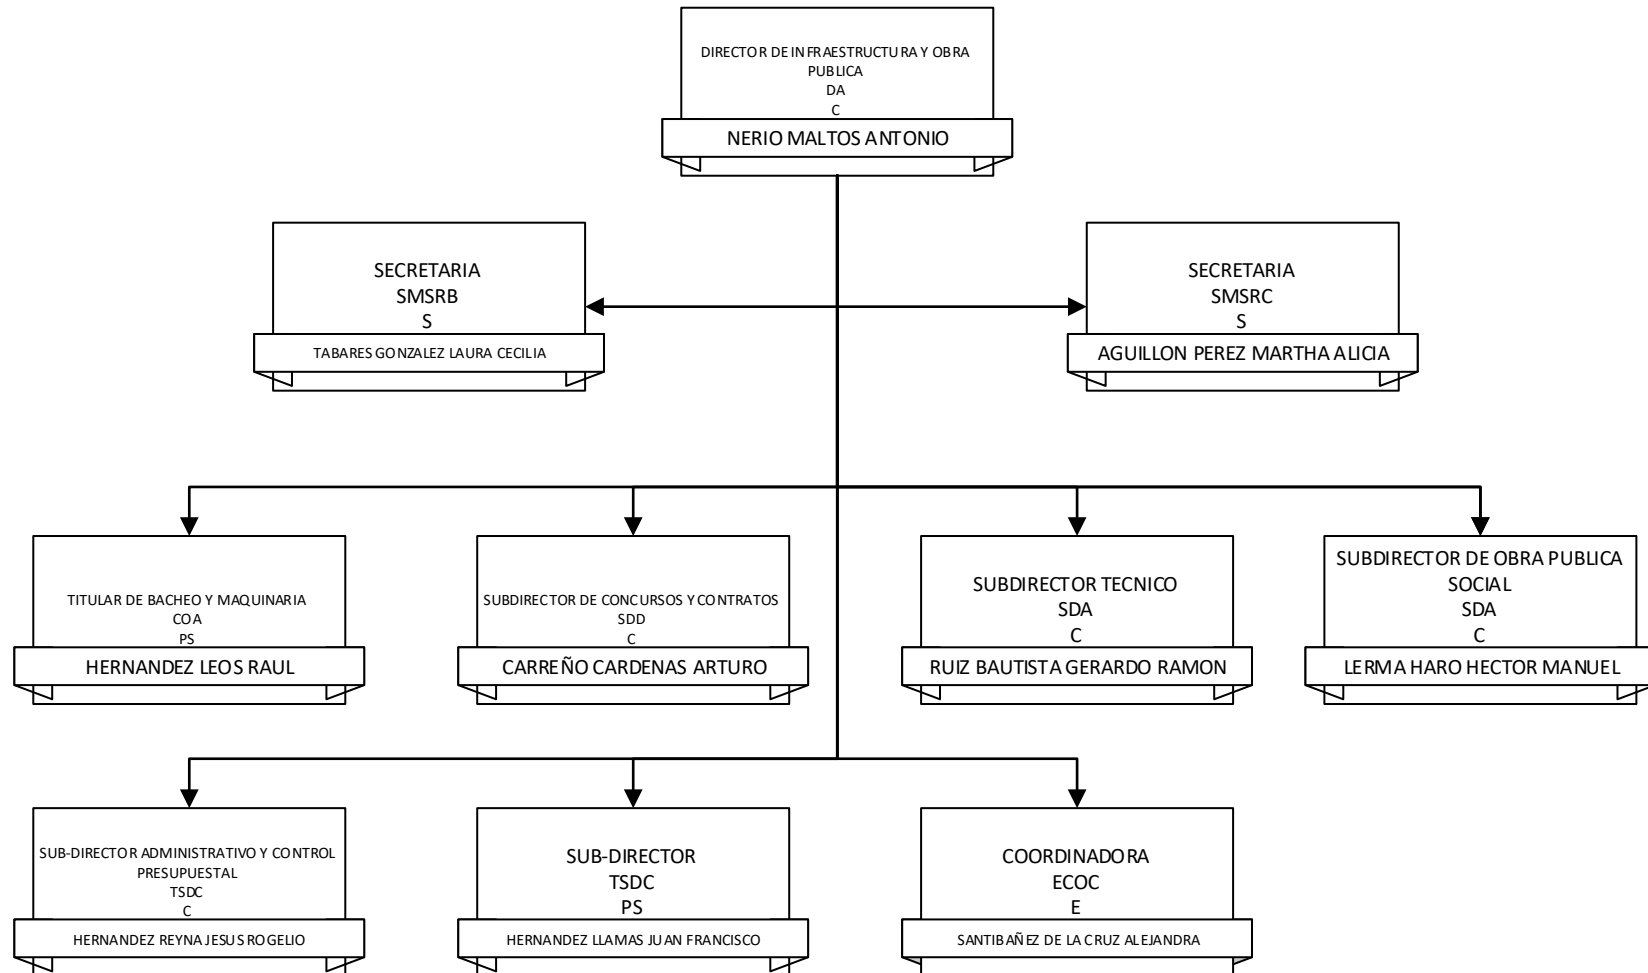 DIRECTOR DE INFRAESTRUCTURA Y OBRA
PUBLICA
DA
C
NERIO MALTOS ANTONIO
SECRETARIA
SMSRB
S
TABARES GONZALEZ LAURA CECILIA
SECRETARIA
SMSRC
S
AGUILLON PEREZ MARTHA ALICIA
TITULAR DE BACHEO Y MAQUINARIA
COA
PS
HERNANDEZ LEOS RAUL
SUBDIRECTOR DE CONCURSOS Y CONTRATOS
SDD
C
CARREÑO CARDENAS ARTURO
SUBDIRECTOR TECNICO
SDA
C
RUIZ BAUTISTA GERARDO RAMON
SUBDIRECTOR DE OBRA PUBLICA
SOCIAL
SDA
C
LERMA HARO HECTOR MANUEL
SUB-DIRECTOR ADMINISTRATIVO Y CONTROL
PRESUPUESTAL
TSDC
C
HERNANDEZ REYNA JESUS ROGELIO
SUB-DIRECTOR
TSDC
PS
HERNANDEZ LLAMAS JUAN FRANCISCO
COORDINADORA
ECOC
E
SANTIBAÑEZ DE LA CRUZ ALEJANDRA